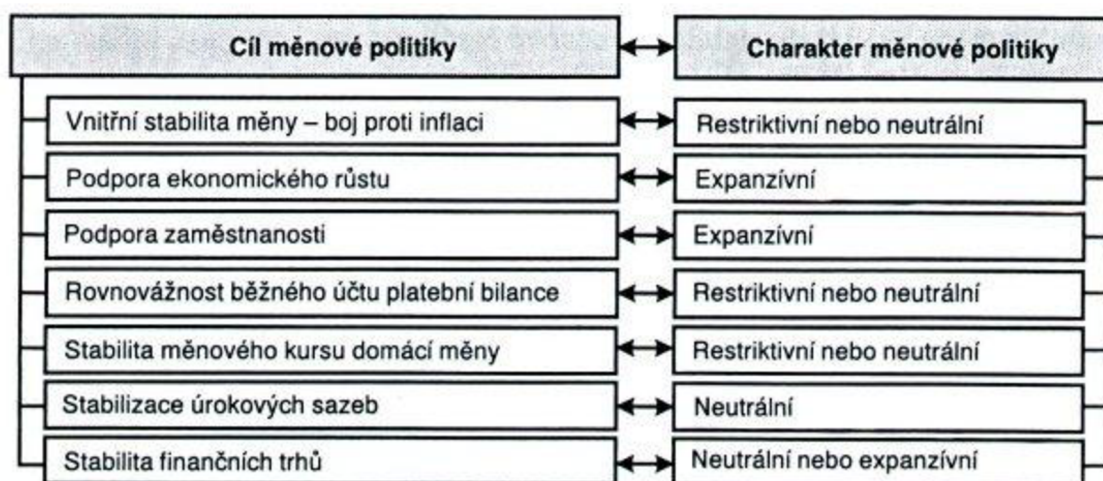 Cíl měnové politiky
Charakter měnové politiky
Vnitřní stabilita měny – boj proti inflaci
Restriktivní nebo neutrální
Podpora ekonomického růstu
Expanzívní
Podpora zaměstnanosti
Expanzívní
Rovnovážnost běžného účtu platební bilance
Restriktivní nebo neutrální
Stabilita měnového kursu domácí měny
Restriktivní nebo neutrální
Stabilizace úrokových sazeb
Neutrální
Stabilita finančních trhů
Neutrální nebo expanzívní